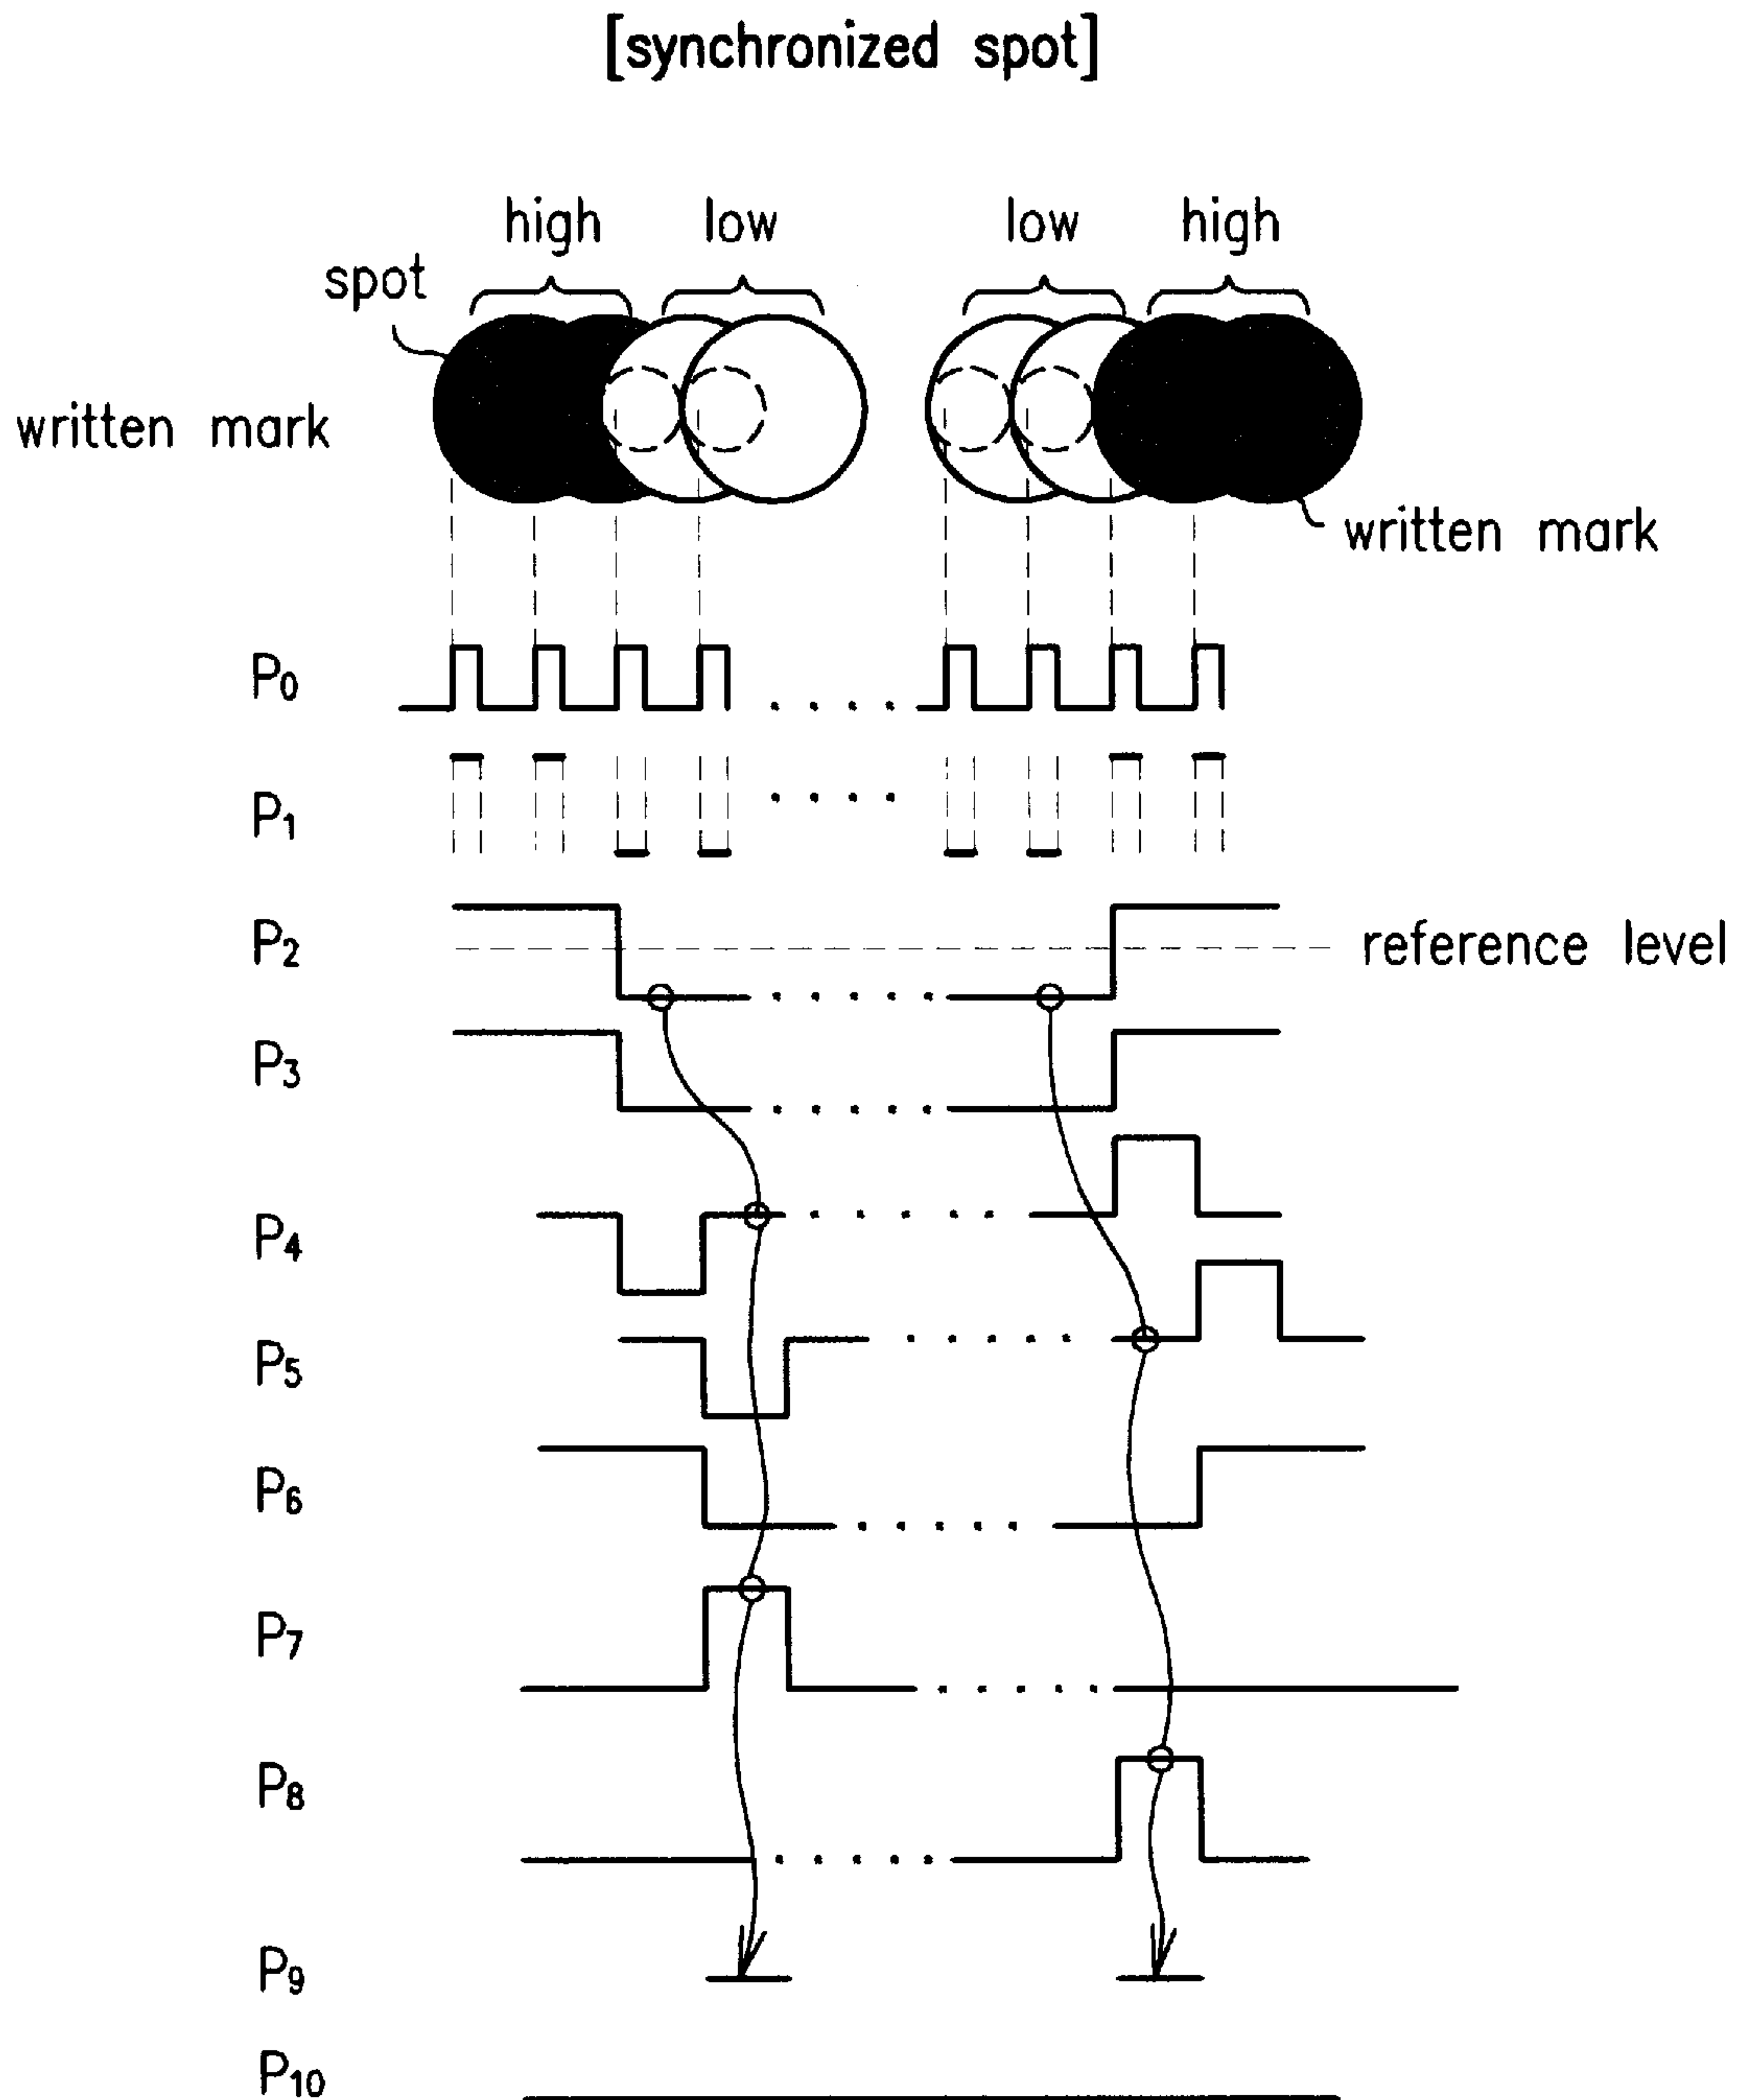 [synchronized spot]
high low low high
spot
written mark
written mark
P0
P1
P2 reference level
P3
P4
P5
P6
P7
P8
P9
P10